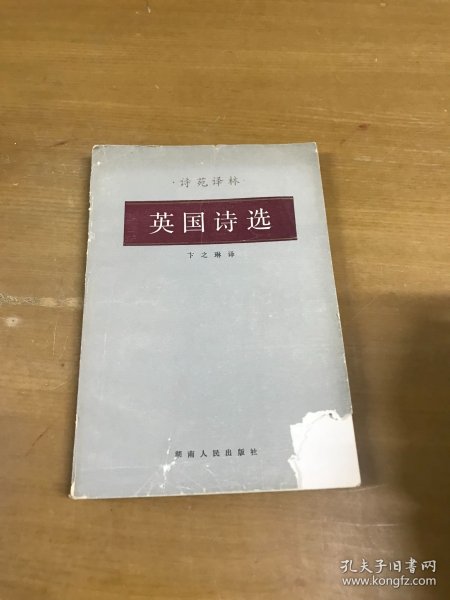 ·诗苑译林·
英国诗选
卞之琳译
湖南人民出版社
孔夫子旧书网
www.kongfz.com